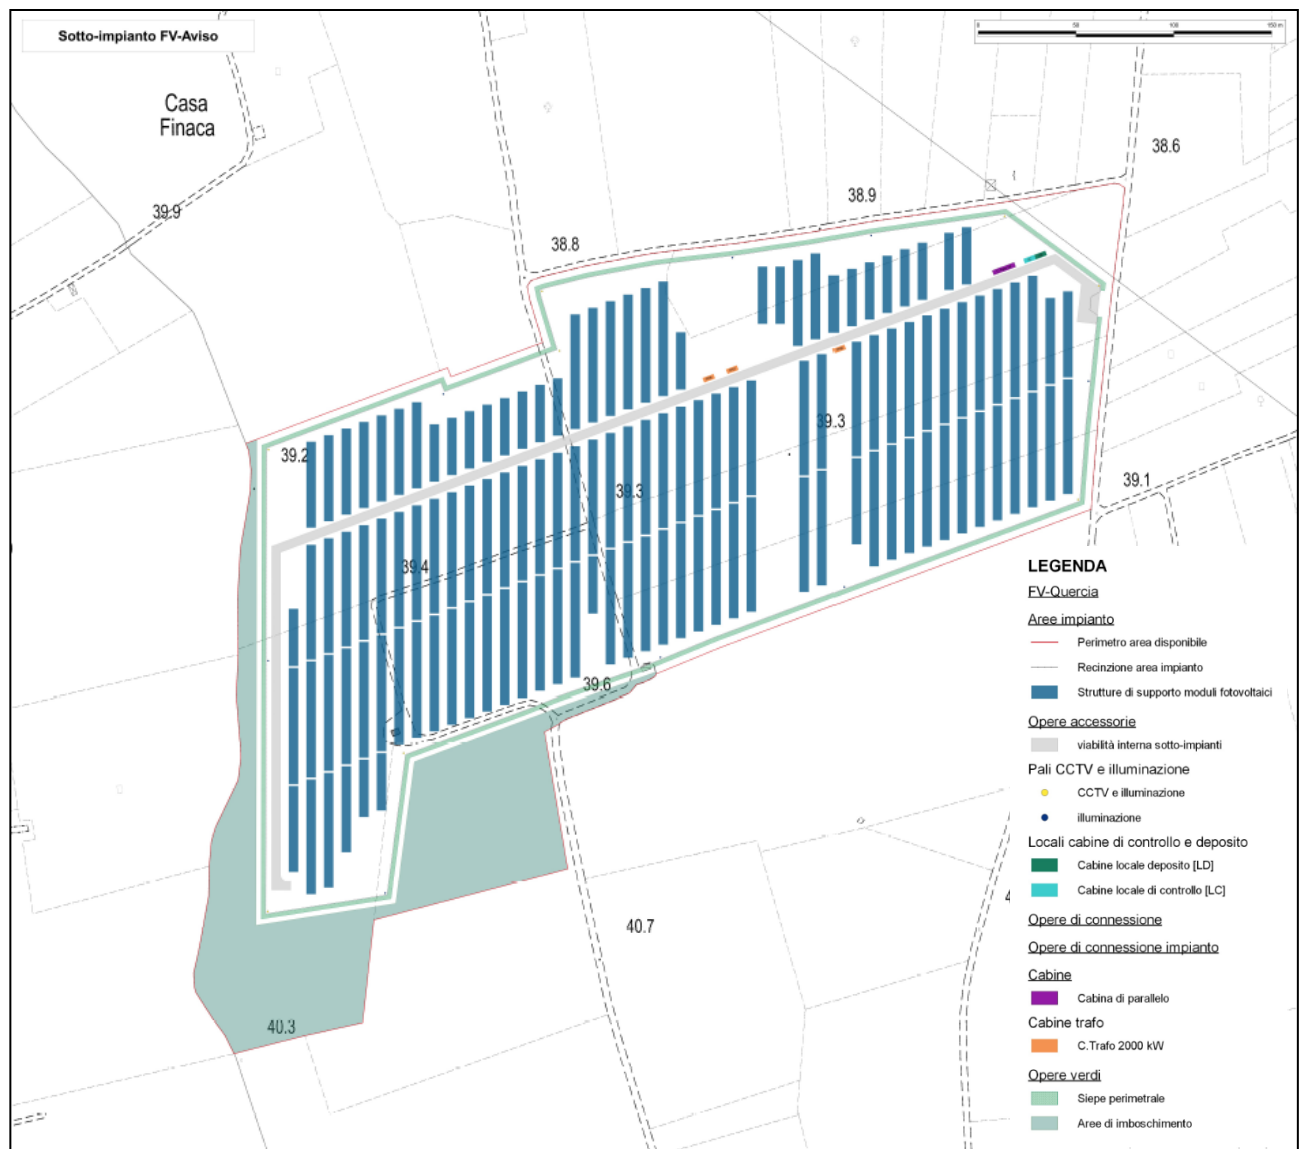 Sotto-impianto FV-Aviso
0 50 100 150 m
Casa
Finaca
38.6
38.9
39.9
38.8
39.2
39.3
39.3
39.1
39.4
39.6
40.7
40.3
4
LEGENDA
FV-Quercia
Aree impianto
Perimetro area disponibile
Recinzione area impianto
Strutture di supporto moduli fotovoltaici
Opere accessorie
viabilità interna sotto-impianti
Pali CCTV e illuminazione
CCTV e illuminazione
illuminazione
Locali cabine di controllo e deposito
Cabine locale deposito [LD]
Cabine locale di controllo [LC]
Opere di connessione
Opere di connessione impianto
Cabine
Cabina di parallelo
Cabine trafo
C.Trafo 2000 kW
Opere verdi
Siepe perimetrale
Aree di imboschimento